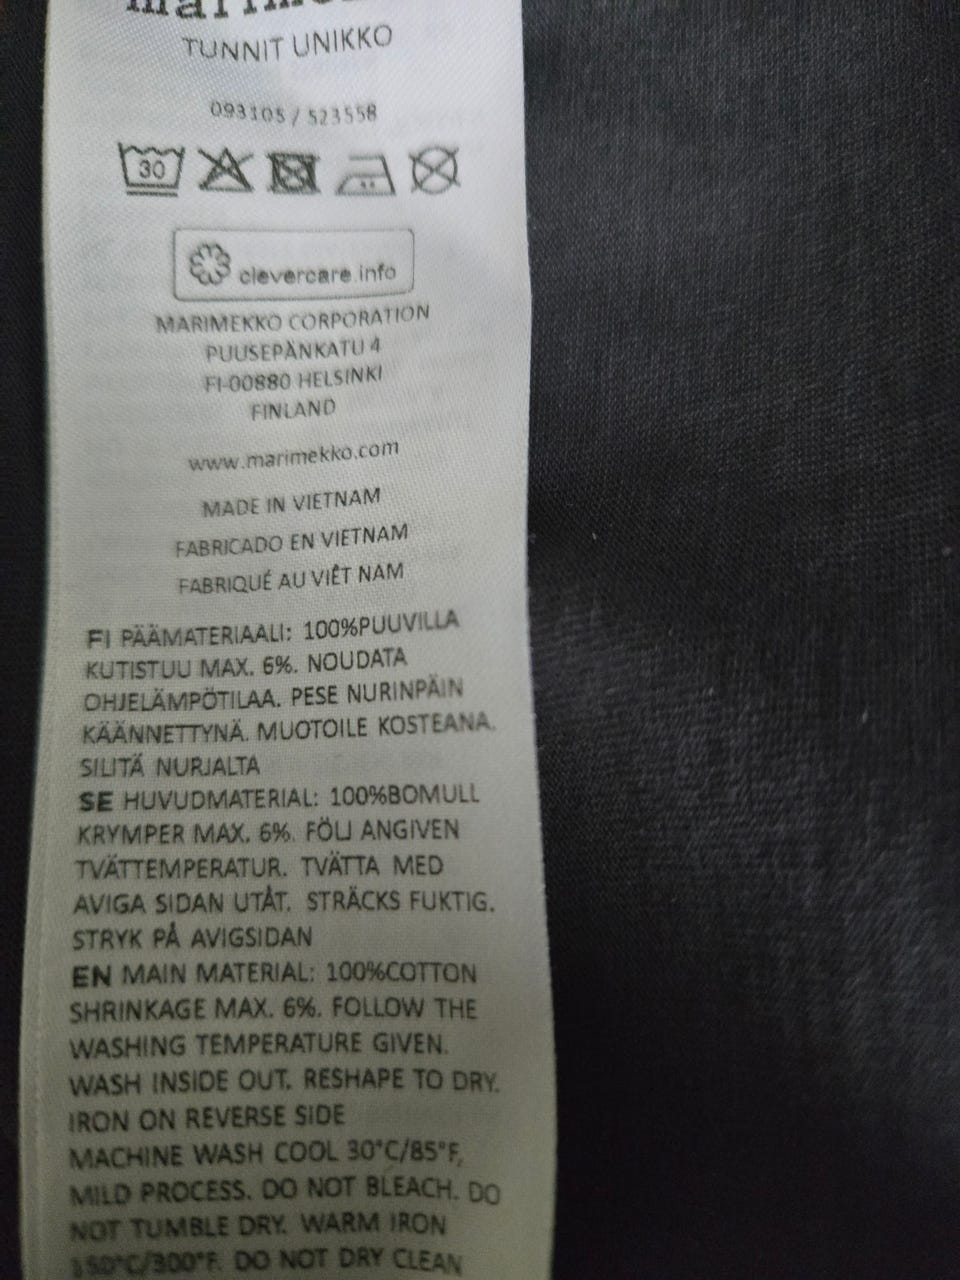 marimekko
TUNNIT UNIKKO
093105 / 523558
30
clevercare.info
MARIMEKKO CORPORATION
PUUSEPÄNKATU 4
FI-00880 HELSINKI
FINLAND
www.marimekko.com
MADE IN VIETNAM
FABRICADO EN VIETNAM
FABRIQUÉ AU VIÊT NAM
FI PÄÄMATERIAALI: 100%PUUVILLA
KUTISTUU MAX. 6%. NOUDATA
OHJELÄMPÖTILAA. PESE NURINPÄIN
KÄÄNNETTYNÄ. MUOTOILE KOSTEANA.
SILITÄ NURJALTA
SE HUVUDMATERIAL: 100%BOMULL
KRYMPER MAX. 6%. FÖLJ ANGIVEN
TVÄTTEMPERATUR. TVÄTTA MED
AVIGA SIDAN UTÅT. STRÄCKS FUKTIG.
STRYK PÅ AVIGSIDAN
EN MAIN MATERIAL: 100%COTTON
SHRINKAGE MAX. 6%. FOLLOW THE
WASHING TEMPERATURE GIVEN.
WASH INSIDE OUT. RESHAPE TO DRY.
IRON ON REVERSE SIDE
MACHINE WASH COOL 30°C/85°F,
MILD PROCESS. DO NOT BLEACH. DO
NOT TUMBLE DRY. WARM IRON
150°C/300°F. DO NOT DRY CLEAN